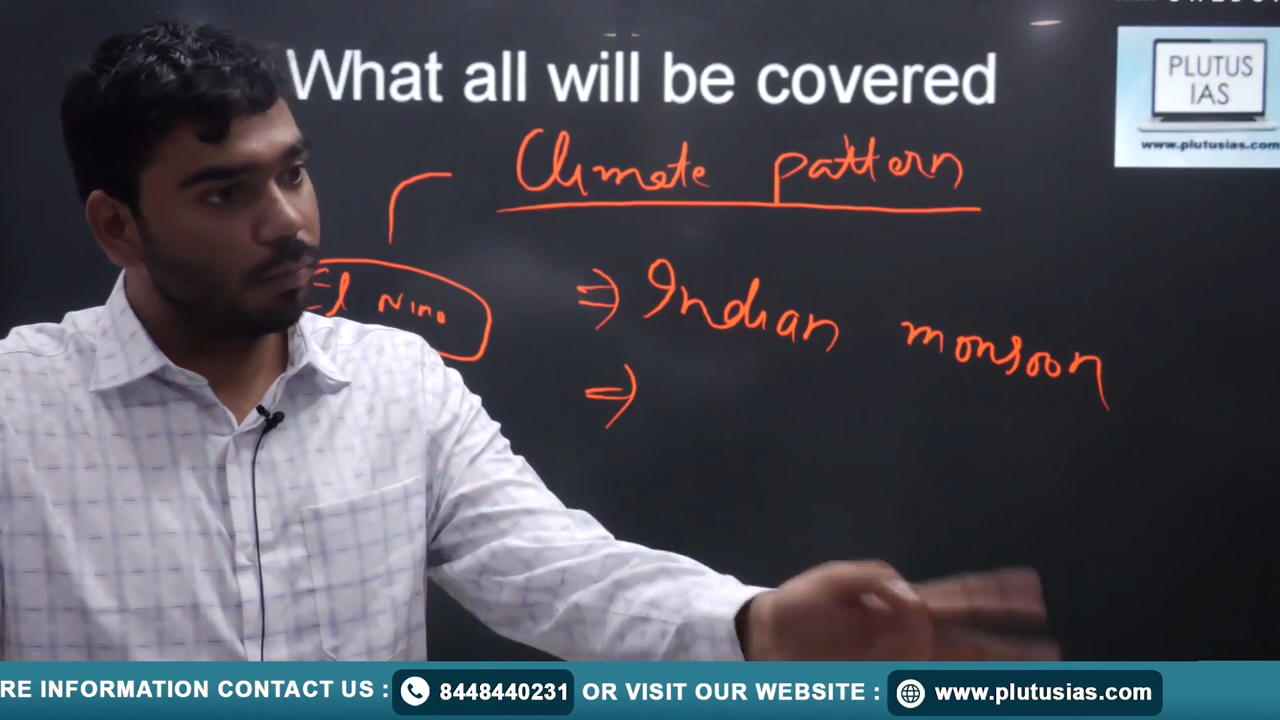 What all will be covered
PLUTUS
IAS
www.plutusias.com
Climate pattern
El Nino
⇒ Indian monsoon
⇒
RE INFORMATION CONTACT US : 8448440231 OR VISIT OUR WEBSITE : www.plutusias.com